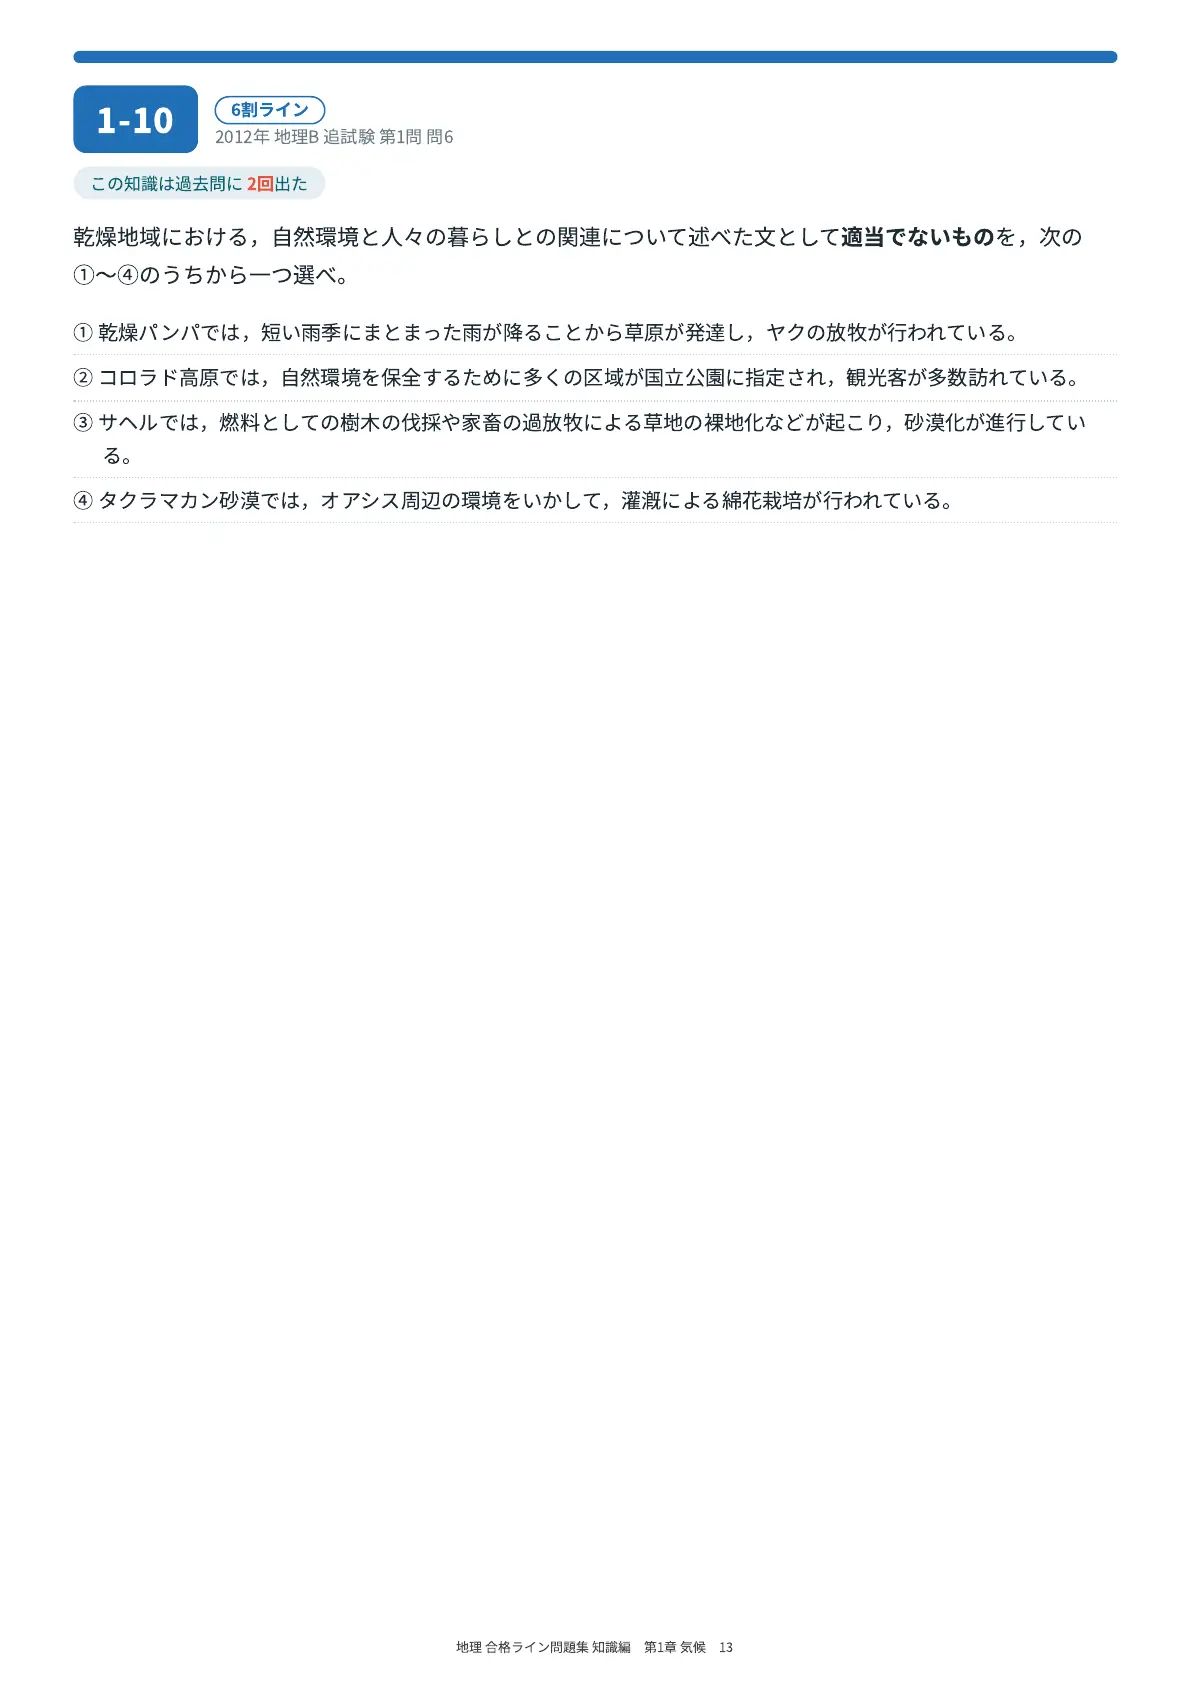 1-10
6割ライン
2012年 地理B 追試験 第1問 問6
この知識は過去問に 2回出た
乾燥地域における，自然環境と人々の暮らしとの関連について述べた文として適当でないものを，次の
①〜④のうちから一つ選べ。
① 乾燥パンパでは，短い雨季にまとまった雨が降ることから草原が発達し，ヤクの放牧が行われている。
② コロラド高原では，自然環境を保全するために多くの区域が国立公園に指定され，観光客が多数訪れている。
③ サヘルでは，燃料としての樹木の伐採や家畜の過放牧による草地の裸地化などが起こり，砂漠化が進行してい
る。
④ タクラマカン砂漠では，オアシス周辺の環境をいかして，灌漑による綿花栽培が行われている。
地理 合格ライン問題集 知識編　第1章 気候　13